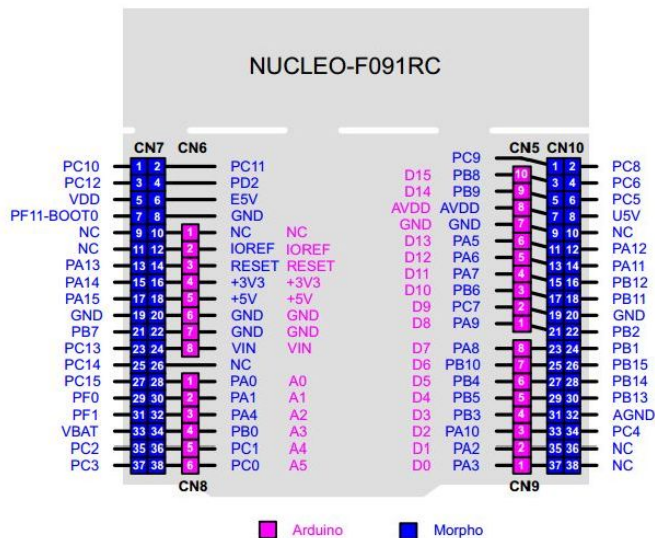 NUCLEO-F091RC
CN7 CN6 CN5 CN10
PC9
PC10 1 2 PC11 D15 PB8 10 1 2 PC8
PC12 3 4 PD2 D14 PB9 9 3 4 PC6
VDD 5 6 E5V AVDD AVDD 8 5 6 PC5
PF11-BOOT0 7 8 GND GND GND 7 7 8 U5V
NC 9 10 1 NC NC D13 PA5 6 9 10 NC
NC 11 12 2 IOREF IOREF D12 PA6 5 11 12 PA12
PA13 13 14 3 RESET RESET D11 PA7 4 13 14 PA11
PA14 15 16 4 +3V3 +3V3 D10 PB6 3 15 16 PB12
PA15 17 18 5 +5V +5V D9 PC7 2 17 18 PB11
GND 19 20 6 GND GND D8 PA9 1 19 20 GND
PB7 21 22 7 GND GND 21 22 PB2
PC13 23 24 8 VIN VIN D7 PA8 8 23 24 PB1
PC14 25 26 NC D6 PB10 7 25 26 PB15
PC15 27 28 1 PA0 A0 D5 PB4 6 27 28 PB14
PF0 29 30 2 PA1 A1 D4 PB5 5 29 30 PB13
PF1 31 32 3 PA4 A2 D3 PB3 4 31 32 AGND
VBAT 33 34 4 PB0 A3 D2 PA10 3 33 34 PC4
PC2 35 36 5 PC1 A4 D1 PA2 2 35 36 NC
PC3 37 38 6 PC0 A5 D0 PA3 1 37 38 NC
CN8 CN9
Arduino Morpho